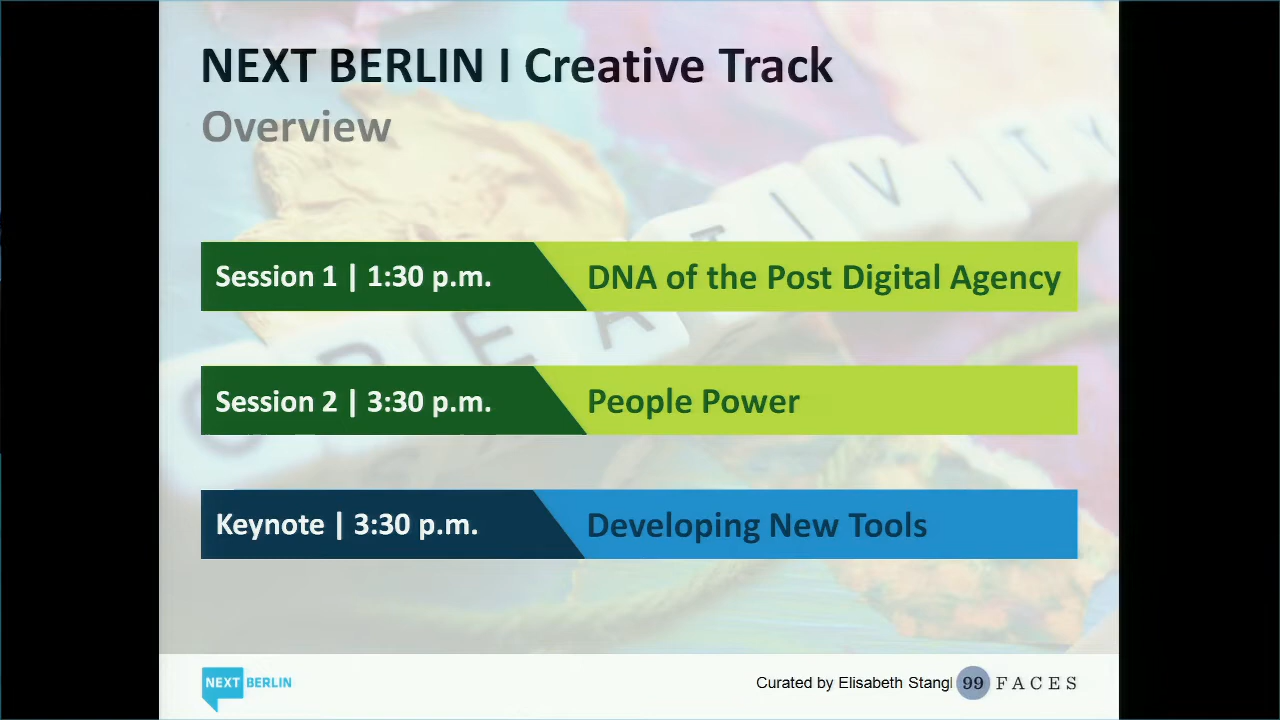 NEXT BERLIN I Creative Track
Overview
CREATIVITY
Session 1 | 1:30 p.m. DNA of the Post Digital Agency
Session 2 | 3:30 p.m. People Power
Keynote | 3:30 p.m. Developing New Tools
NEXT BERLIN
Curated by Elisabeth Stangl 99 FACES